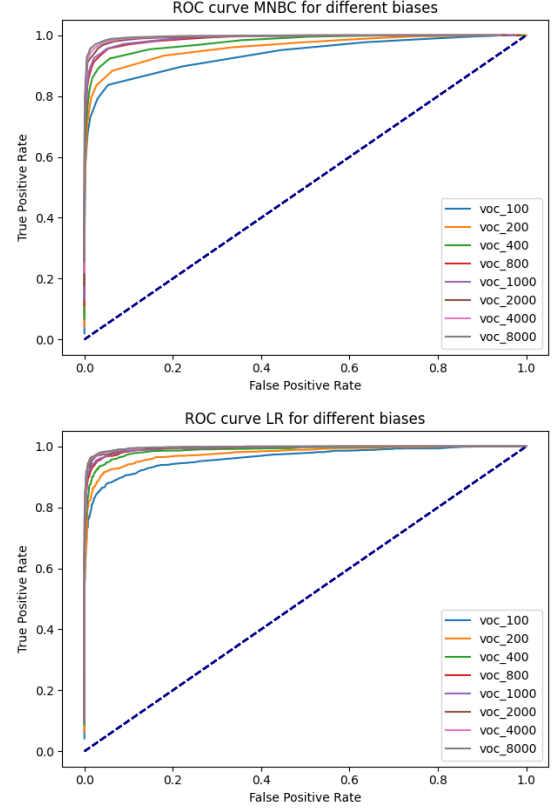 ROC curve MNBC for different biases
1.0
0.8
0.6
0.4
0.2
0.0
True Positive Rate
voc_100
voc_200
voc_400
voc_800
voc_1000
voc_2000
voc_4000
voc_8000
0.0 0.2 0.4 0.6 0.8 1.0
False Positive Rate
ROC curve LR for different biases
1.0
0.8
0.6
0.4
0.2
0.0
True Positive Rate
voc_100
voc_200
voc_400
voc_800
voc_1000
voc_2000
voc_4000
voc_8000
0.0 0.2 0.4 0.6 0.8 1.0
False Positive Rate